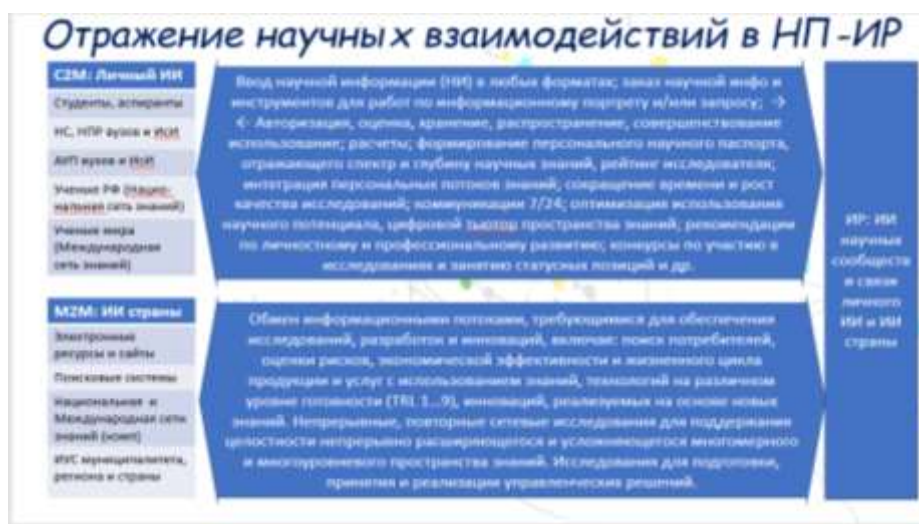 Отражение научных взаимодействий в НП-ИР
C2M: Личный ИИ
Студенты, аспиранты
НС, НПР вузов и ИсИ
АУП вузов и ИсИ
Ученые РФ (Нацио-
нальная сеть знаний)
Ученые мира
(Международная
сеть знаний)
Ввод научной информации (НИ) в любых форматах; заказ научной инфо и
инструментов для работ по информационному портрету и/или запросу; →
← Авторизация, оценка, хранение, распространение, совершенствование
использование; расчеты; формирование персонального научного паспорта,
отражающего спектр и глубину научных знаний, рейтинг исследователя;
интеграция персональных потоков знаний; сокращение времени и рост
качества исследований; коммуникации 7/24; оптимизация использования
научного потенциала, цифровой тьютор пространства знаний; рекомендации
по личностному и профессиональному развитию; конкурсы по участию в
исследованиях и занятию статусных позиций и др.
M2M: ИИ страны
Электронные
ресурсы и сайты
Поисковые системы
Национальная и
Международная сети
знаний (комп)
ИУС муниципалитета,
региона и страны
Обмен информационными потоками, требующимися для обеспечения
исследований, разработок и инноваций, включая: поиск потребителей,
оценки рисков, экономической эффективности и жизненного цикла
продукции и услуг с использованием знаний, технологий на различном
уровне готовности (TRL 1...9), инноваций, реализуемых на основе новых
знаний. Непрерывные, повторные сетевые исследования для поддержания
целостности непрерывно расширяющегося и усложняющегося многомерного
и многоуровневого пространства знаний. Исследования для подготовки,
принятия и реализации управленческих решений.
ИР: ИИ
научных
сообществ
и связи
личного
ИИ и ИИ
страны